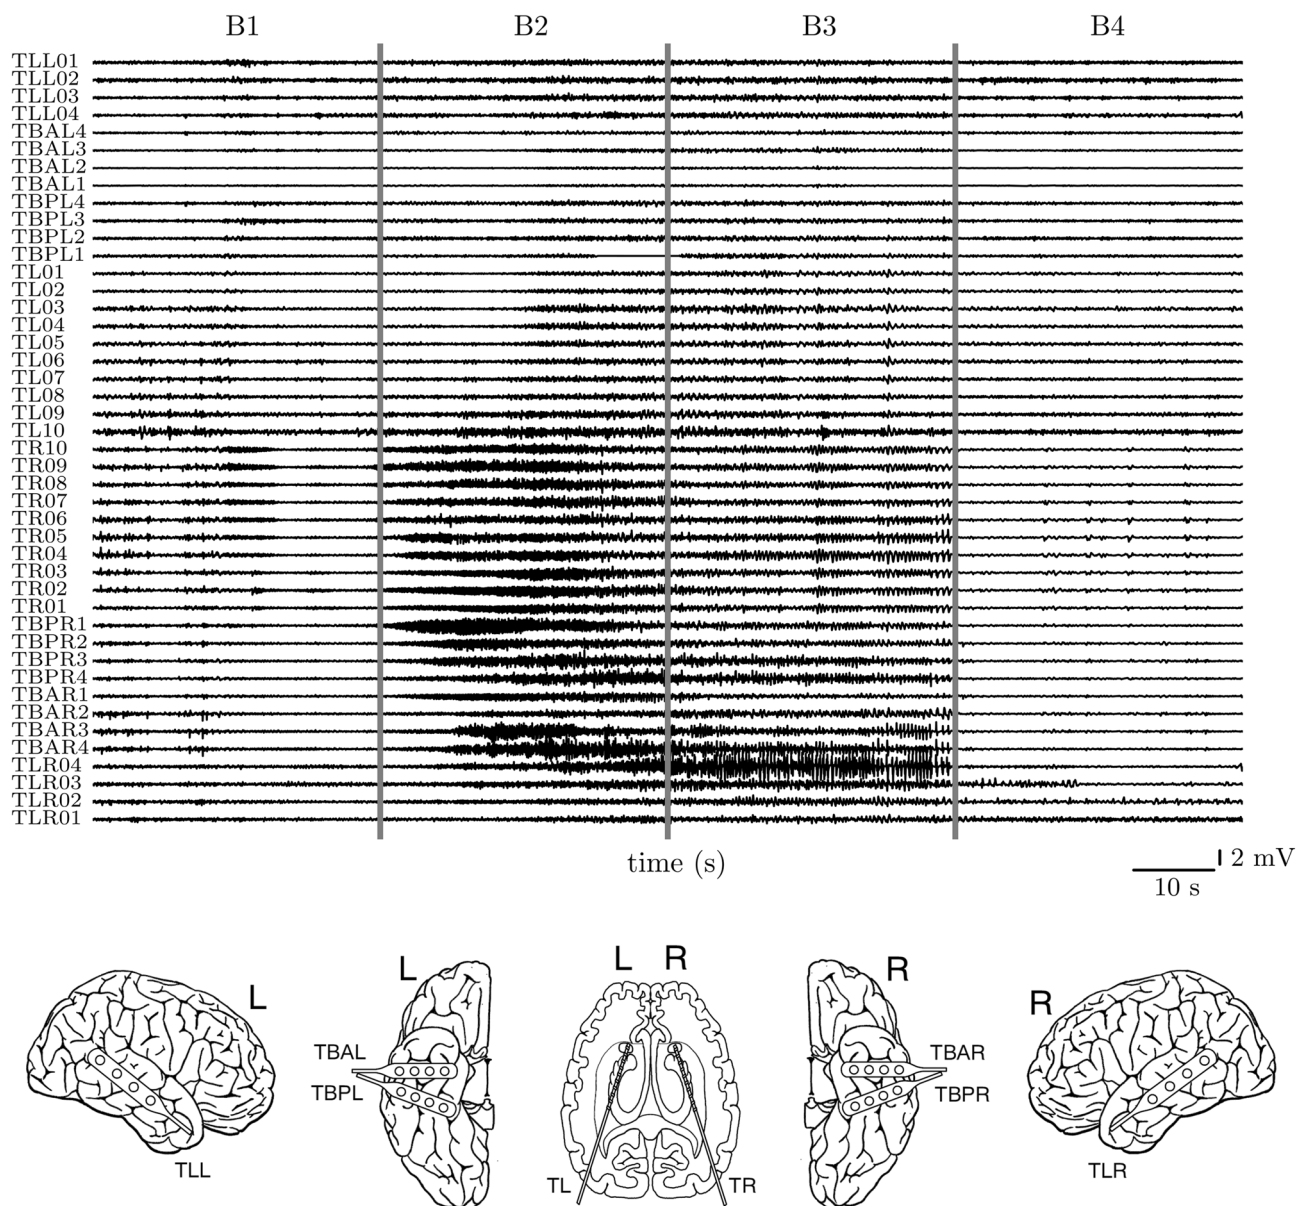 B1 B2 B3 B4
TLL01
TLL02
TLL03
TLL04
TBAL4
TBAL3
TBAL2
TBAL1
TBPL4
TBPL3
TBPL2
TBPL1
TL01
TL02
TL03
TL04
TL05
TL06
TL07
TL08
TL09
TL10
TR10
TR09
TR08
TR07
TR06
TR05
TR04
TR03
TR02
TR01
TBPR1
TBPR2
TBPR3
TBPR4
TBAR1
TBAR2
TBAR3
TBAR4
TLR04
TLR03
TLR02
TLR01
time (s)
2 mV
10 s
L
TLL
L
TBAL
TBPL
L R
TL TR
R
TBAR
TBPR
R
TLR